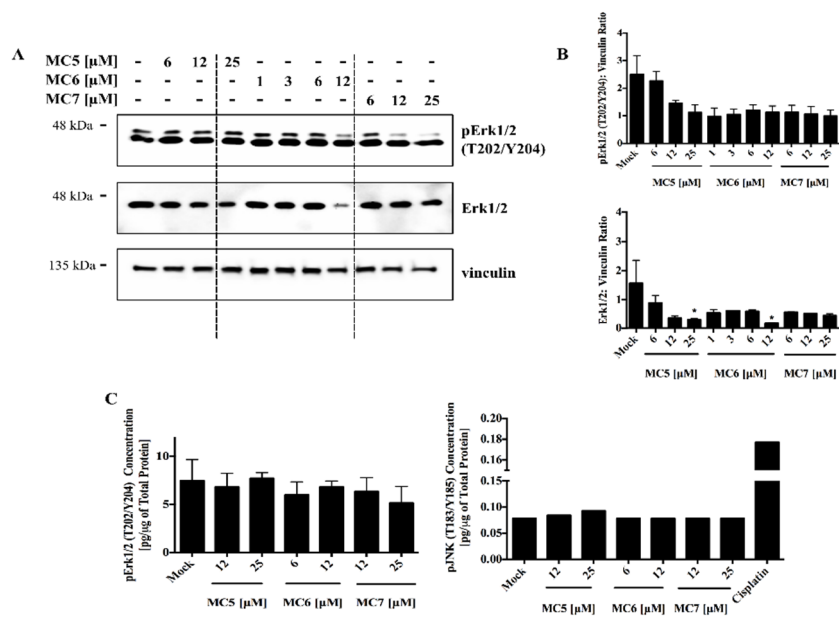 A
MC5 [µM] - 6 12 25 - - - - - - -
MC6 [µM] - - - - 1 3 6 12 - - -
MC7 [µM] - - - - - - - - 6 12 25
48 kDa -
pErk1/2
(T202/Y204)
48 kDa -
Erk1/2
135 kDa -
vinculin
B
pErk1/2 (T202/Y204): Vinculin Ratio
4
3
2
1
0
Mock 6 12 25 1 3 6 12 6 12 25
MC5 [µM] MC6 [µM] MC7 [µM]
Erk1/2: Vinculin Ratio
4
3
2
1
0
* *
Mock 6 12 25 1 3 6 12 6 12 25
MC5 [µM] MC6 [µM] MC7 [µM]
C
pErk1/2 (T202/Y204) Concentration
[pg/µg of Total Protein]
10
5
0
Mock 12 25 6 12 12 25
MC5 [µM] MC6 [µM] MC7 [µM]
pJNK (T183/Y185) Concentration
[pg/µg of Total Protein]
0.20
0.18
0.16
0.10
0.05
0.00
Mock 12 25 6 12 12 25 Cisplatin
MC5 [µM] MC6 [µM] MC7 [µM]